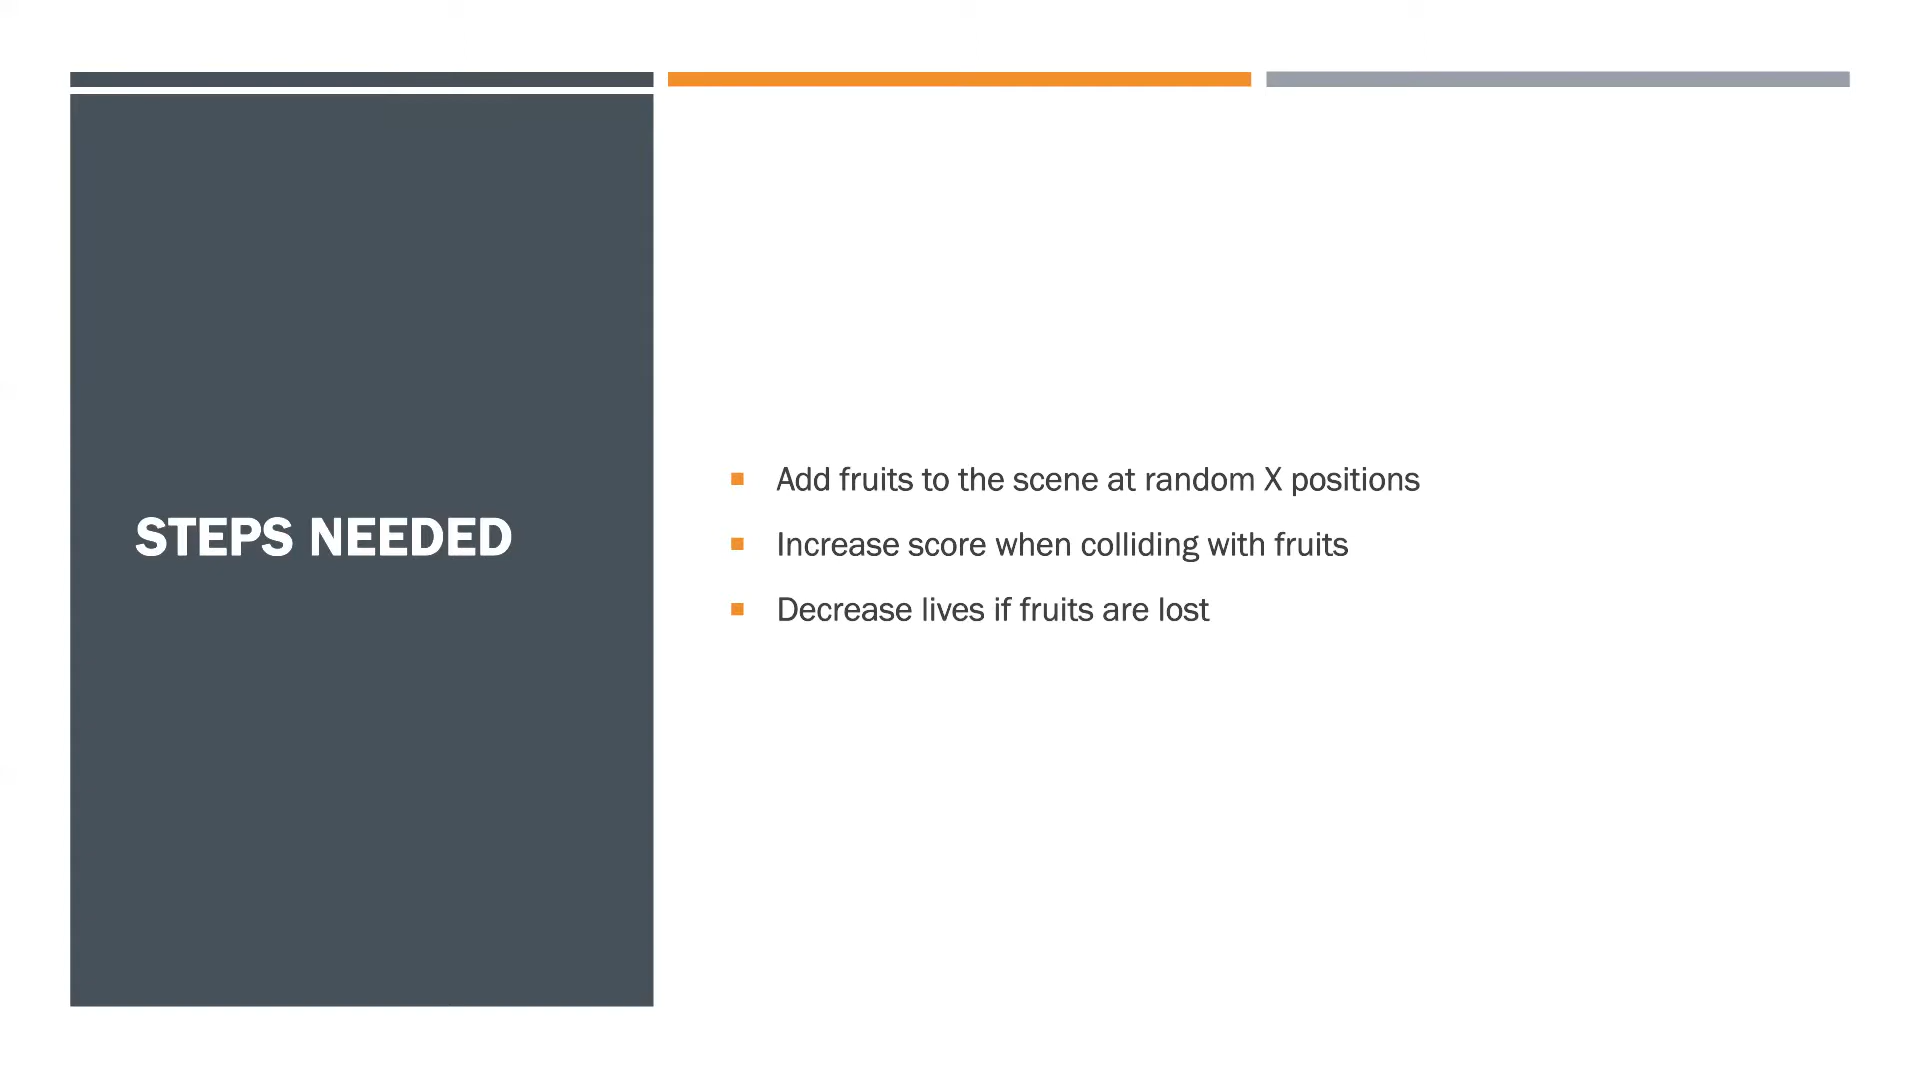 STEPS NEEDED
Add fruits to the scene at random X positions
Increase score when colliding with fruits
Decrease lives if fruits are lost